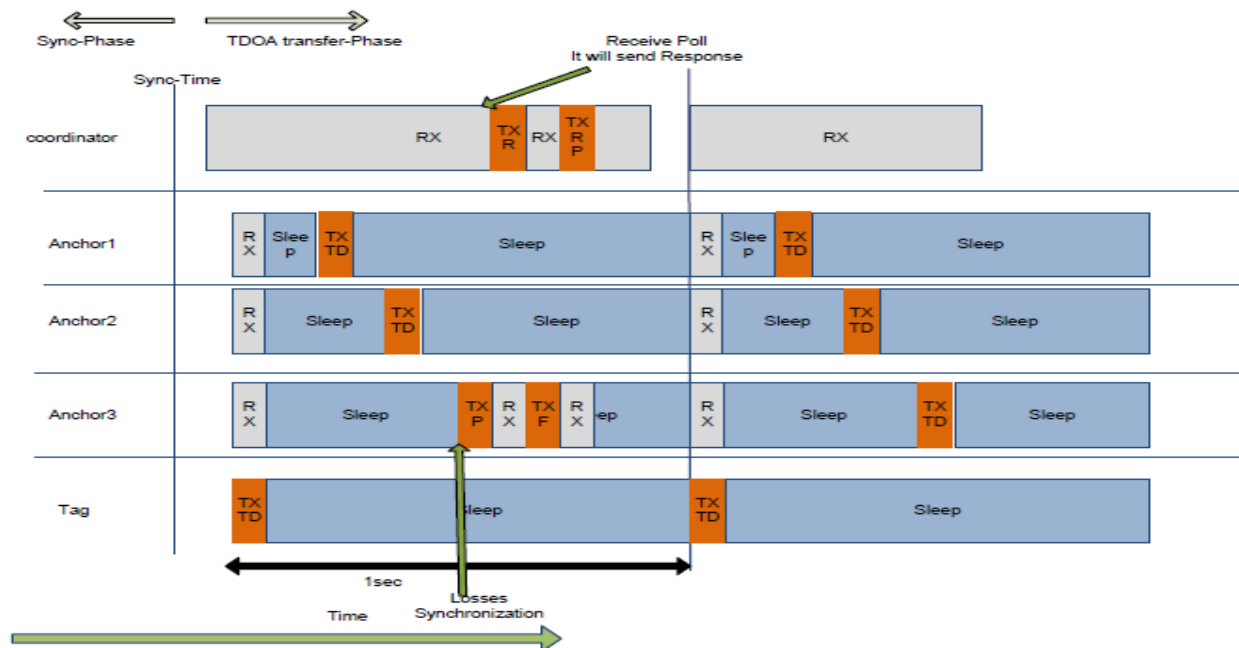 Sync-Phase
TDOA transfer-Phase
Receive Poll
It will send Response
Sync-Time
coordinator
RX
TX
R
RX
TX
R
P
RX
Anchor1
R
X
Slee
p
TX
TD
Sleep
R
X
Slee
p
TX
TD
Sleep
Anchor2
R
X
Sleep
TX
TD
Sleep
R
X
Sleep
TX
TD
Sleep
Anchor3
R
X
Sleep
TX
P
R
X
TX
F
R
X
eep
R
X
Sleep
TX
TD
Sleep
Tag
TX
TD
Sleep
TX
TD
Sleep
1sec
Losses
Synchronization
Time